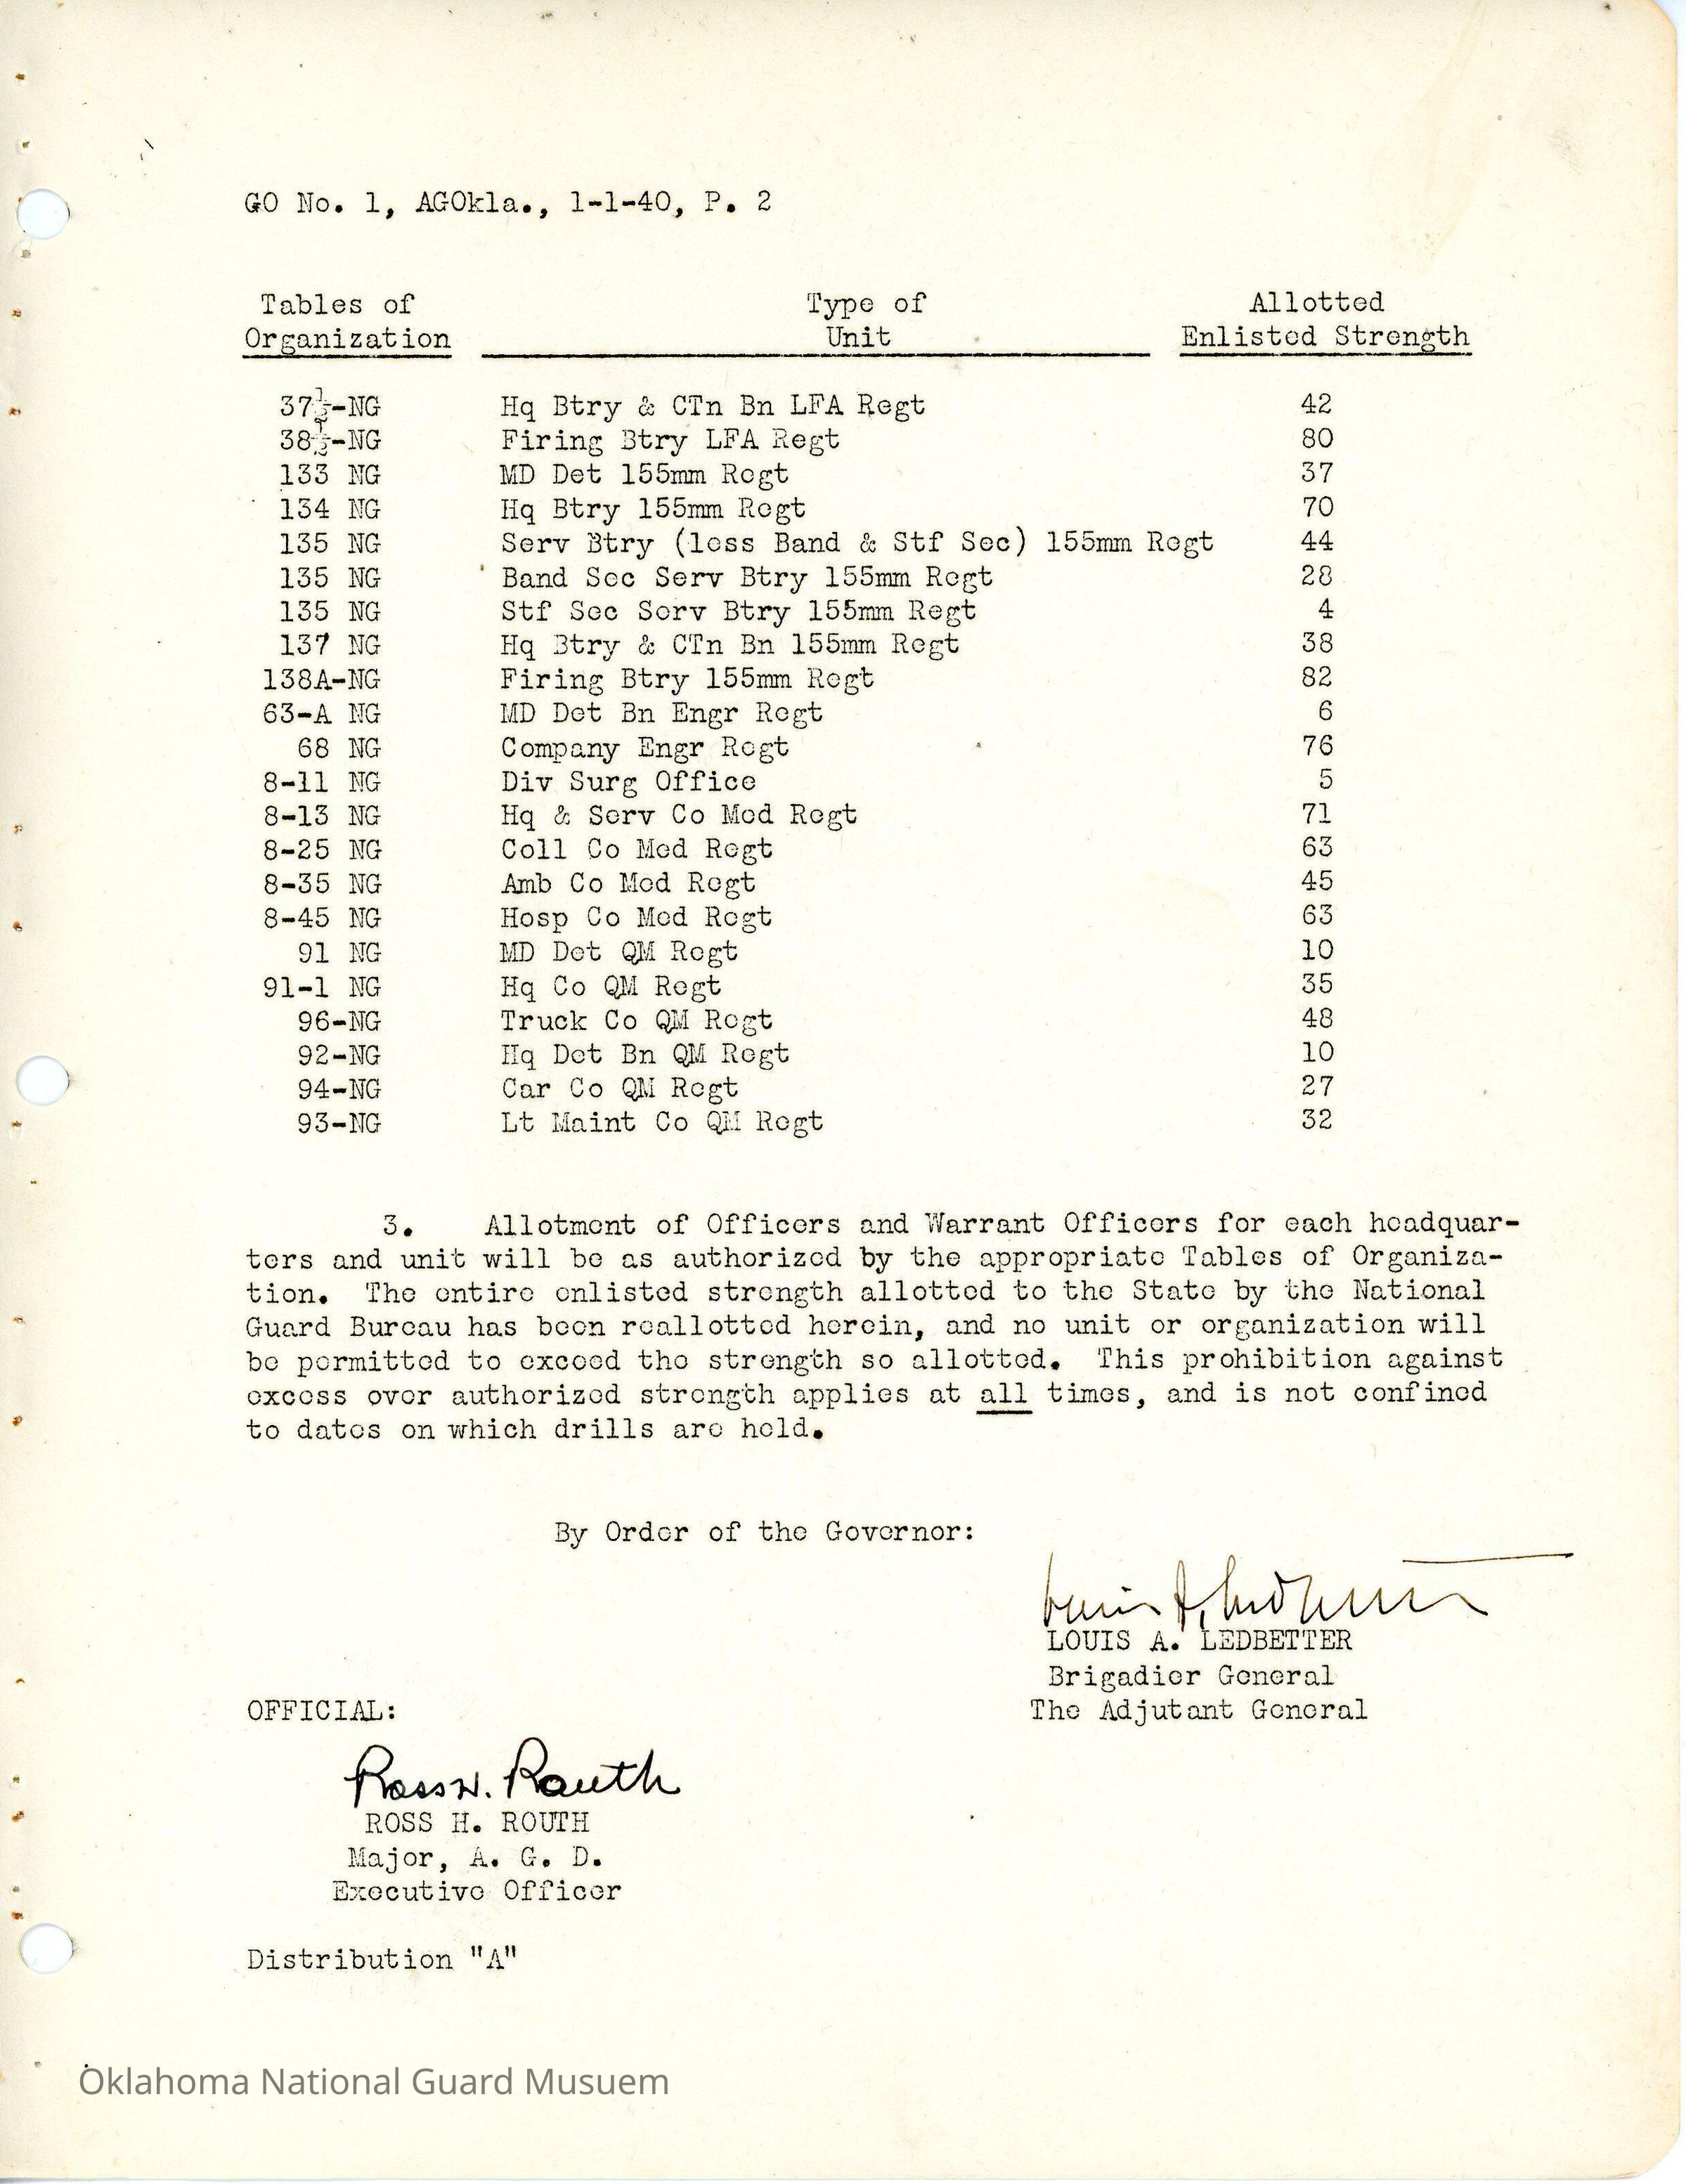 GO No. 1, AGOkla., 1-1-40, P. 2
Tables of Organization Type of Unit Allotted Enlisted Strength
37½-NG Hq Btry & CTn Bn LFA Regt 42
38½-NG Firing Btry LFA Regt 80
133 NG MD Det 155mm Regt 37
134 NG Hq Btry 155mm Regt 70
135 NG Serv Btry (less Band & Stf Sec) 155mm Regt 44
135 NG Band Sec Serv Btry 155mm Regt 28
135 NG Stf Sec Serv Btry 155mm Regt 4
137 NG Hq Btry & CTn Bn 155mm Regt 38
138A-NG Firing Btry 155mm Regt 82
63-A NG MD Det Bn Engr Regt 6
68 NG Company Engr Regt 76
8-11 NG Div Surg Office 5
8-13 NG Hq & Serv Co Med Regt 71
8-25 NG Coll Co Med Regt 63
8-35 NG Amb Co Med Regt 45
8-45 NG Hosp Co Med Regt 63
91 NG MD Det QM Regt 10
91-1 NG Hq Co QM Regt 35
96-NG Truck Co QM Regt 48
92-NG Hq Det Bn QM Regt 10
94-NG Car Co QM Regt 27
93-NG Lt Maint Co QM Regt 32
3. Allotment of Officers and Warrant Officers for each headquar-
ters and unit will be as authorized by the appropriate Tables of Organiza-
tion. The entire enlisted strength allotted to the State by the National
Guard Bureau has been reallotted herein, and no unit or organization will
be permitted to exceed the strength so allotted. This prohibition against
excess over authorized strength applies at all times, and is not confined
to dates on which drills are held.
By Order of the Governor:
Louis A. Ledbetter
LOUIS A. LEDBETTER
Brigadier General
The Adjutant General
OFFICIAL:
Ross H. Routh
ROSS H. ROUTH
Major, A. G. D.
Executive Officer
Distribution "A"
Oklahoma National Guard Musuem